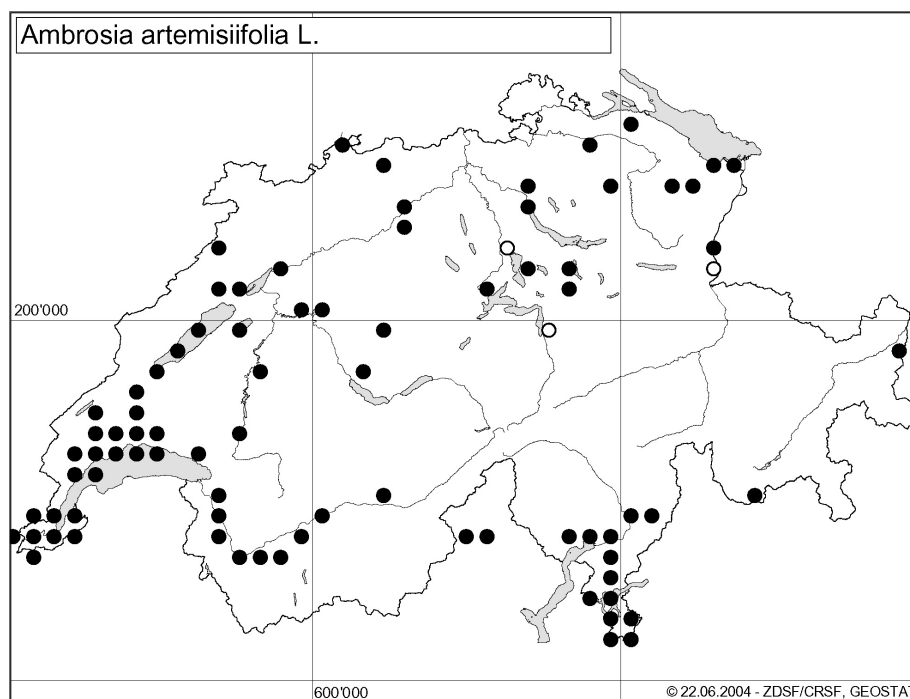 Ambrosia artemisiifolia L.
200'000
600'000
© 22.06.2004 - ZDSF/CRSF, GEOSTAT